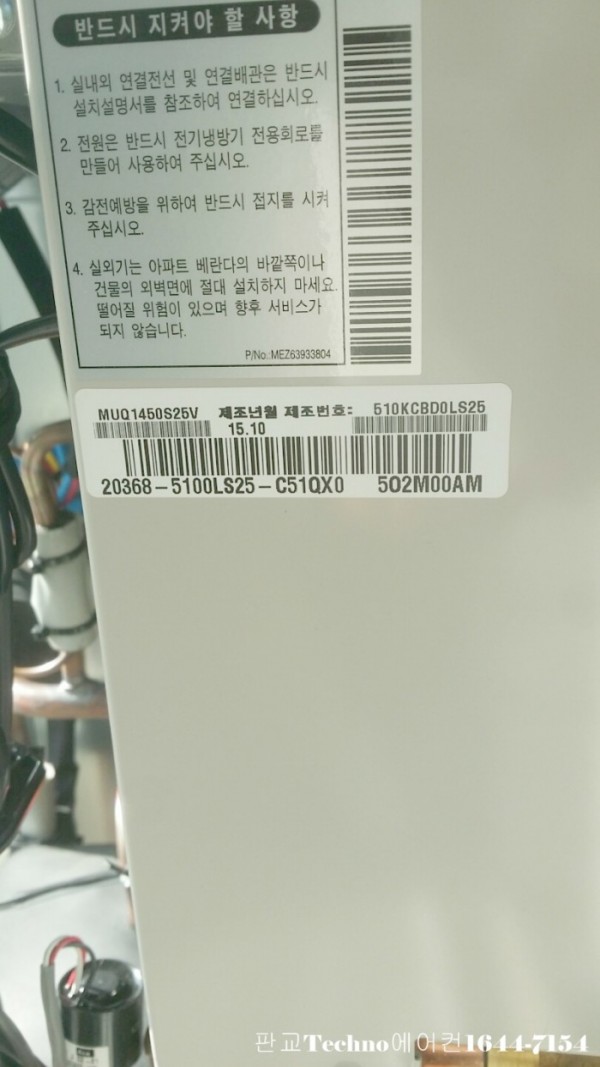 반드시 지켜야 할 사항
1. 실내외 연결전선 및 연결배관은 반드시
설치설명서를 참조하여 연결하십시오.
2. 전원은 반드시 전기냉방기 전용회로를
만들어 사용하여 주십시오.
3. 감전예방을 위하여 반드시 접지를 시켜
주십시오.
4. 실외기는 아파트 베란다의 바깥쪽이나
건물의 외벽면에 절대 설치하지 마세요.
떨어질 위험이 있으며 향후 서비스가
되지 않습니다.
P/No.:MEZ63933804
MUQ1450S25V 제조년월 제조번호: 510KCBD0LS25
15.10
20368-5100LS25-C51QX0 502M00AM
판교Techno에어컨1644-7154